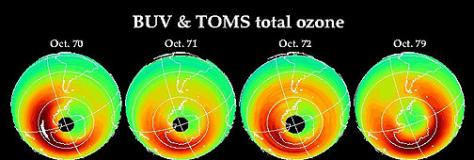 BUV & TOMS total ozone
Oct. 70 Oct. 71 Oct. 72 Oct. 79